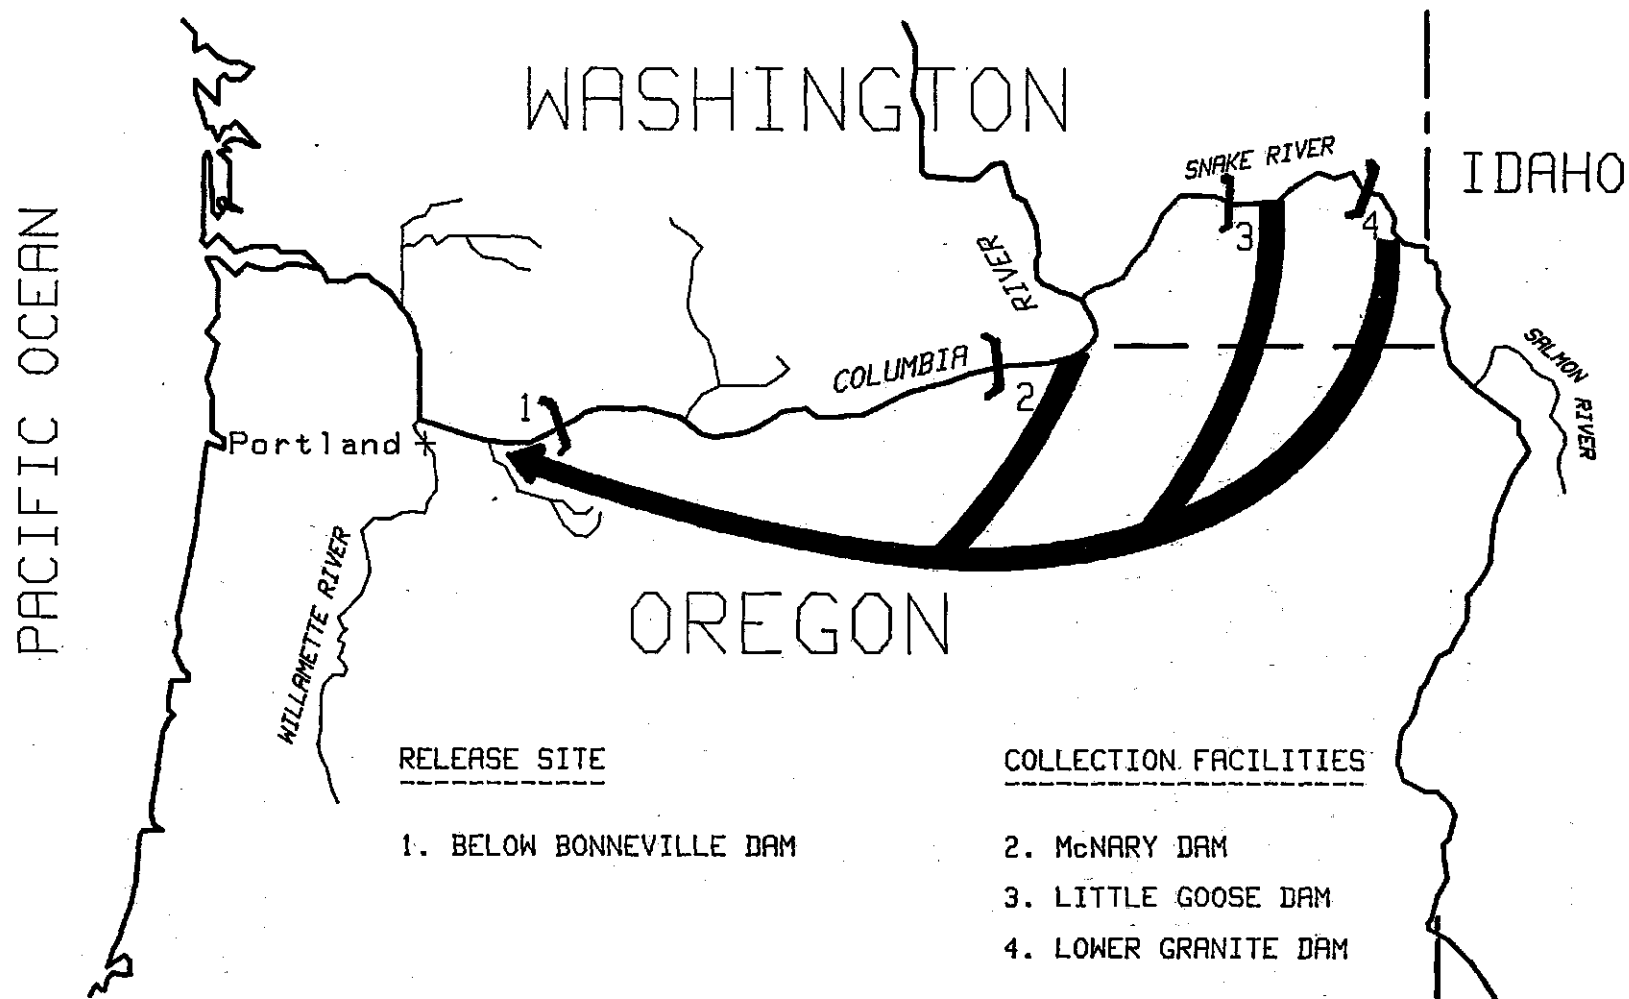 WASHINGTON
IDAHO
SNAKE RIVER
3
4
PACIFIC OCEAN
COLUMBIA RIVER
SALMON RIVER
1
2
Portland
WILLAMETTE RIVER
OREGON
RELEASE SITE
1. BELOW BONNEVILLE DAM
COLLECTION FACILITIES
2. McNARY DAM
3. LITTLE GOOSE DAM
4. LOWER GRANITE DAM